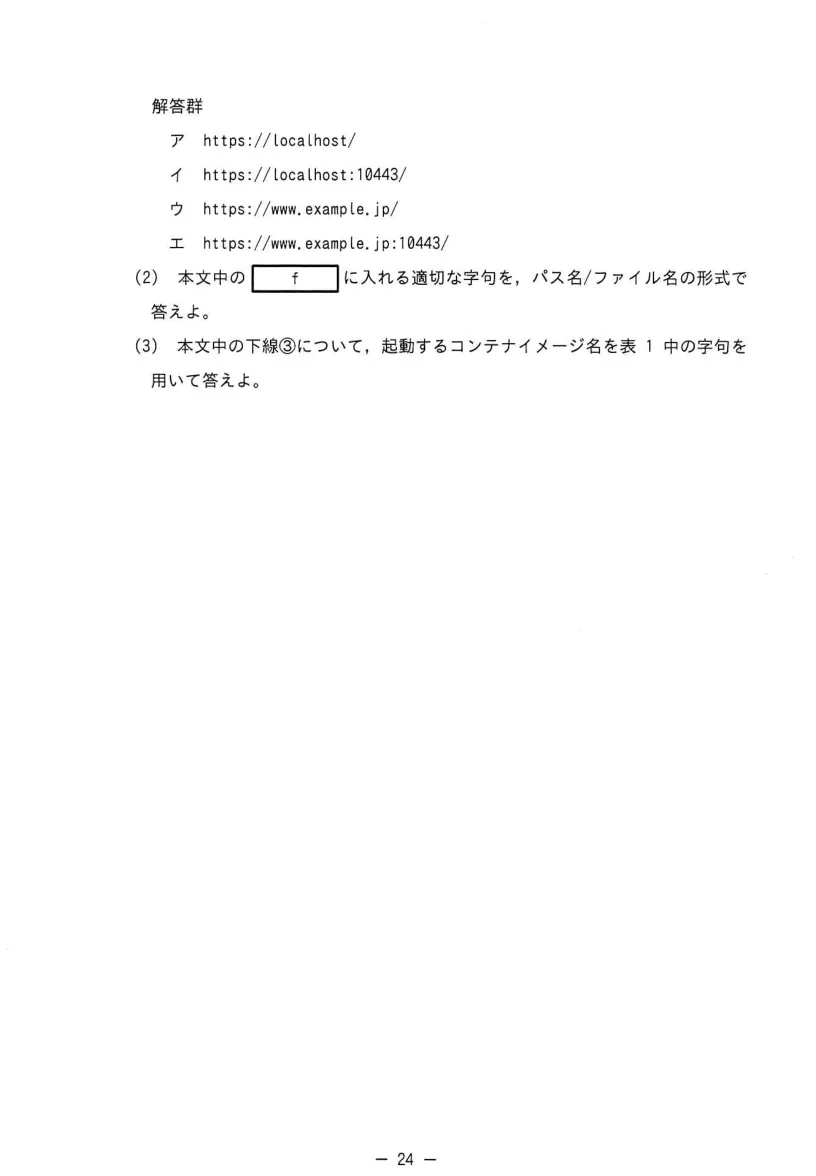 解答群
ア https://localhost/
イ https://localhost:10443/
ウ https://www.example.jp/
エ https://www.example.jp:10443/
(2) 本文中の f に入れる適切な字句を，パス名/ファイル名の形式で
答えよ。
(3) 本文中の下線③について，起動するコンテナイメージ名を表 1 中の字句を
用いて答えよ。
— 24 —